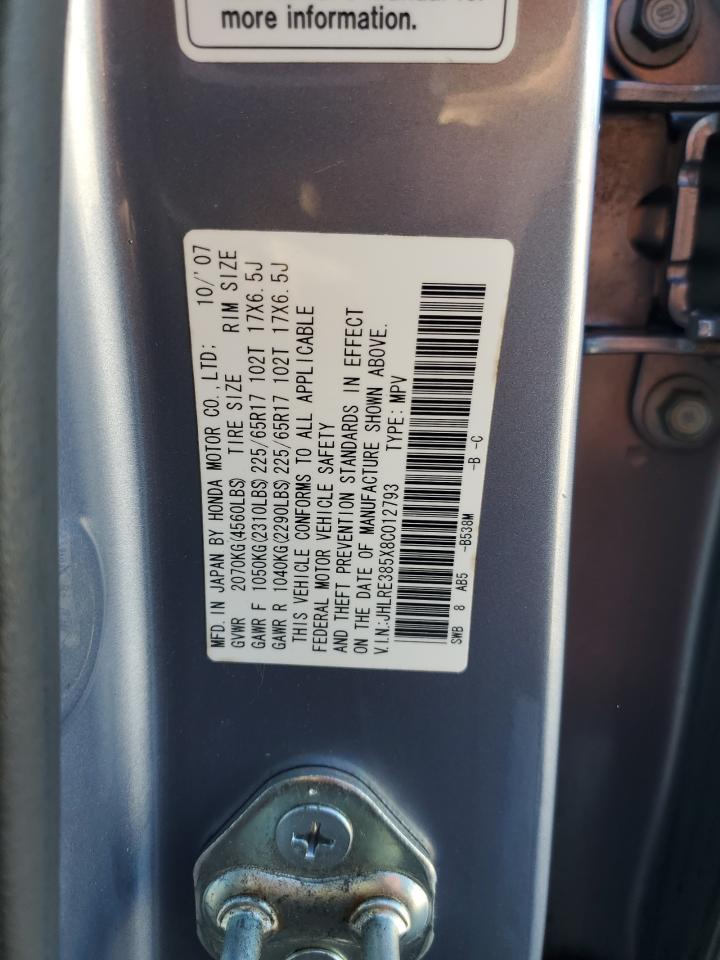 more information.
MFD. IN JAPAN BY HONDA MOTOR CO.,LTD; 10/'07
GVWR 2070KG(4560LBS) TIRE SIZE RIM SIZE
GAWR F 1050KG(2310LBS) 225/65R17 102T 17X6.5J
GAWR R 1040KG(2290LBS) 225/65R17 102T 17X6.5J
THIS VEHICLE CONFORMS TO ALL APPLICABLE
FEDERAL MOTOR VEHICLE SAFETY
AND THEFT PREVENTION STANDARDS IN EFFECT
ON THE DATE OF MANUFACTURE SHOWN ABOVE.
V.I.N.:JHLRE385X8C012793 TYPE: MPV
SWB 8 AB5 -B538M -B -C